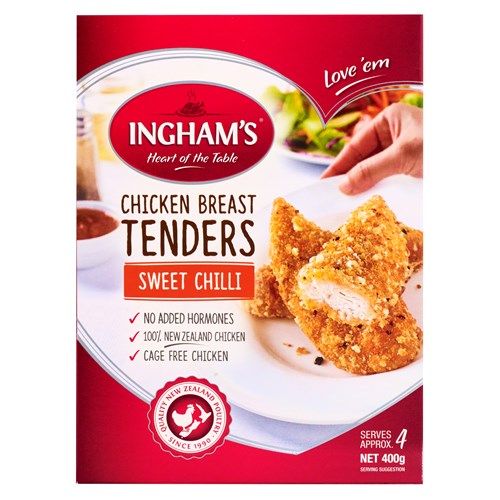 Love 'em
INGHAM'S
Heart of the Table
CHICKEN BREAST
TENDERS
SWEET CHILLI
✓ NO ADDED HORMONES
✓ 100% NEW ZEALAND CHICKEN
✓ CAGE FREE CHICKEN
QUALITY NEW ZEALAND POULTRY
- SINCE 1990 -
SERVES
APPROX. 4
NET 400g
SERVING SUGGESTION